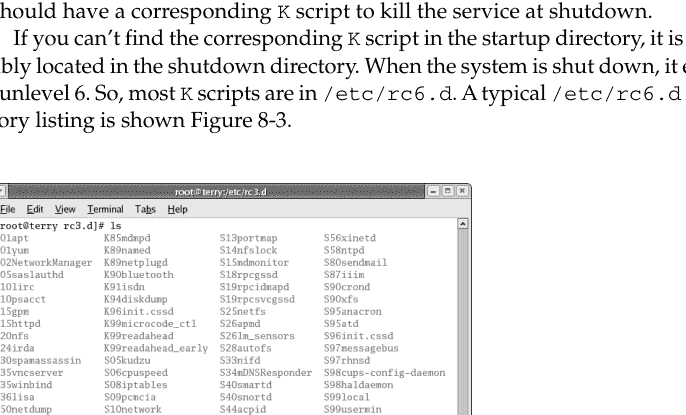 hould have a corresponding K script to kill the service at shutdown.
If you can't find the corresponding K script in the startup directory, it is
bly located in the shutdown directory. When the system is shut down, it e
unlevel 6. So, most K scripts are in /etc/rc6.d. A typical /etc/rc6.d
ory listing is shown Figure 8-3.
root@terry:/etc/rc3.d
File Edit View Terminal Tabs Help
root@terry rc3.d]# ls
01apt K85mdmpd S13portmap S56xinetd
01yum K89named S14nfslock S58ntpd
02NetworkManager K89netplugd S15mdmonitor S80sendmail
05saslauthd K90bluetooth S18rpcgssd S87iiim
10lirc K91isdn S19rpcidmapd S90crond
10psacct K94diskdump S19rpcsvcgssd S90xfs
15gpm K96init.cssd S25netfs S95anacron
15httpd K99microcode_ctl S26apmd S95atd
20nfs K99readahead S26lm_sensors S96init.cssd
24irda K99readahead_early S28autofs S97messagebus
30spamassassin S05kudzu S33nifd S97rhnsd
35vncserver S06cpuspeed S34mDNSResponder S98cups-config-daemon
35winbind S08iptables S40smartd S98haldaemon
36lisa S09pcmcia S40snortd S99local
50netdump S10network S44acpid S99usermin